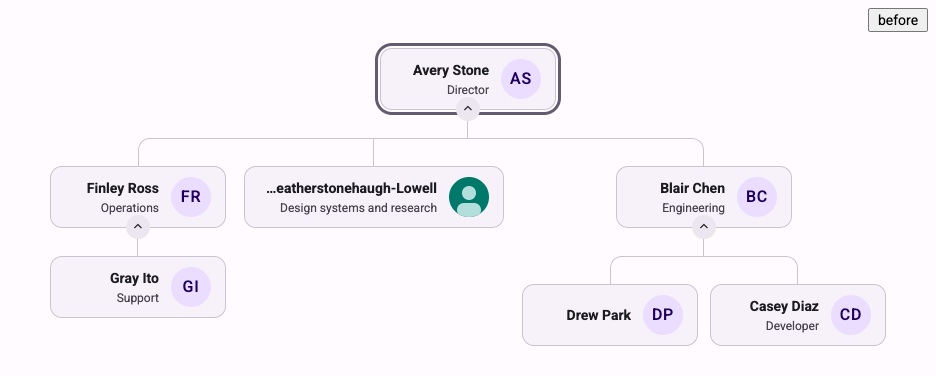 before
Avery Stone
Director
AS
Finley Ross
Operations
FR
...eatherstonehaugh-Lowell
Design systems and research
Blair Chen
Engineering
BC
Gray Ito
Support
GI
Drew Park
DP
Casey Diaz
Developer
CD